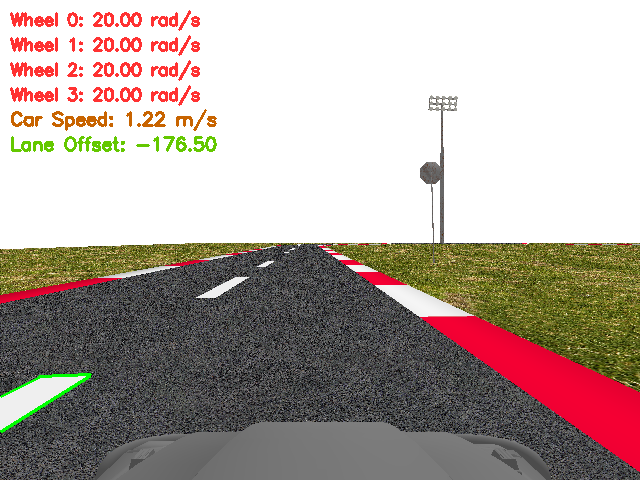 Wheel 0: 20.00 rad/s
Wheel 1: 20.00 rad/s
Wheel 2: 20.00 rad/s
Wheel 3: 20.00 rad/s
Car Speed: 1.22 m/s
Lane Offset: -176.50